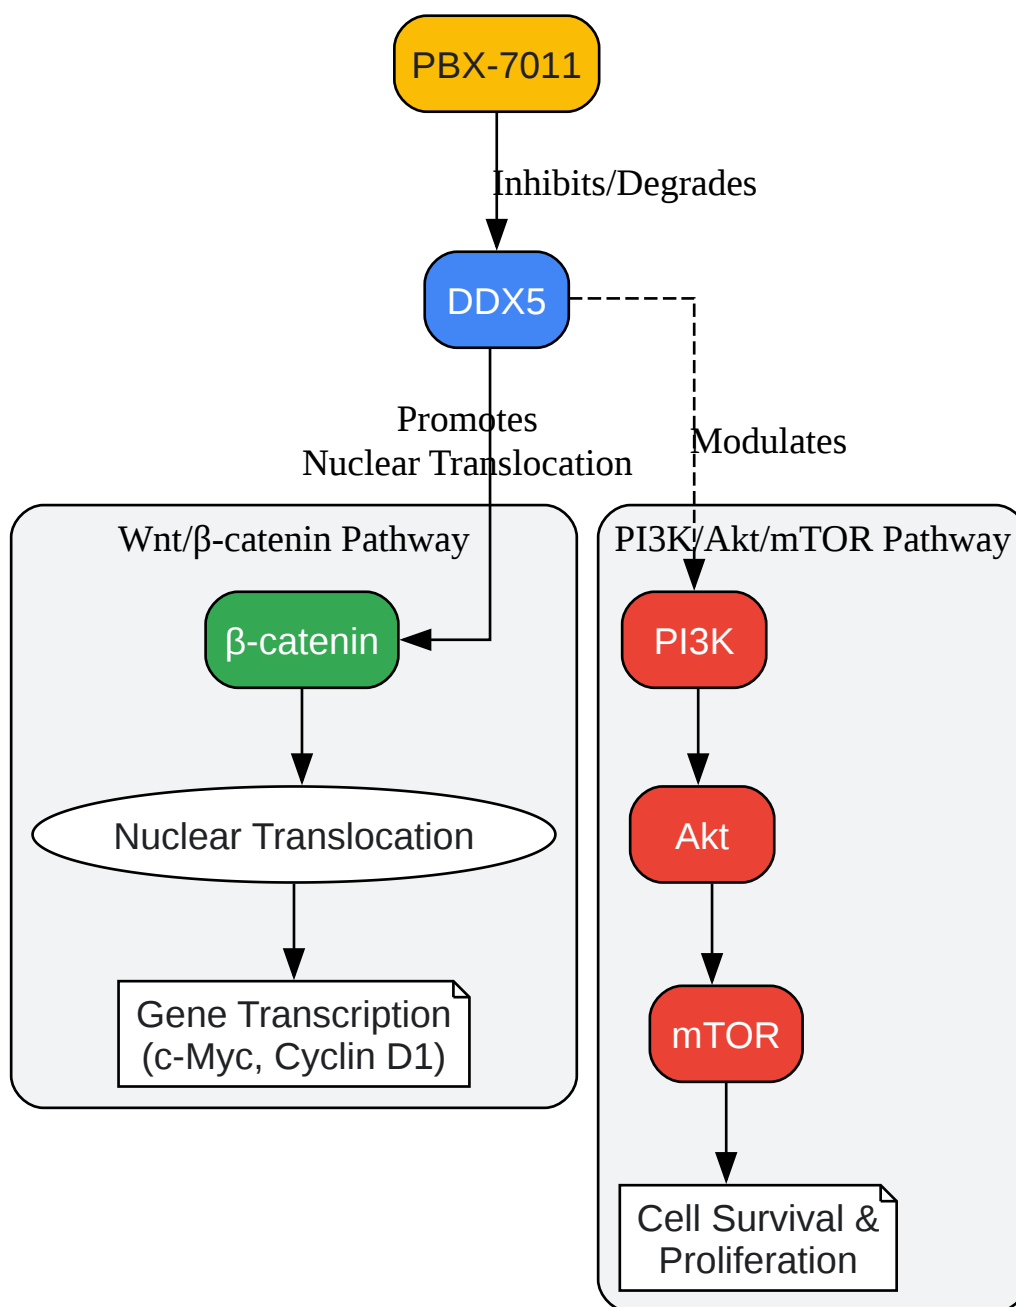 PBX-7011
Inhibits/Degrades
DDX5
Promotes
Nuclear Translocation
Modulates
Wnt/β-catenin Pathway
β-catenin
Nuclear Translocation
Gene Transcription
(c-Myc, Cyclin D1)
PI3K/Akt/mTOR Pathway
PI3K
Akt
mTOR
Cell Survival &
Proliferation